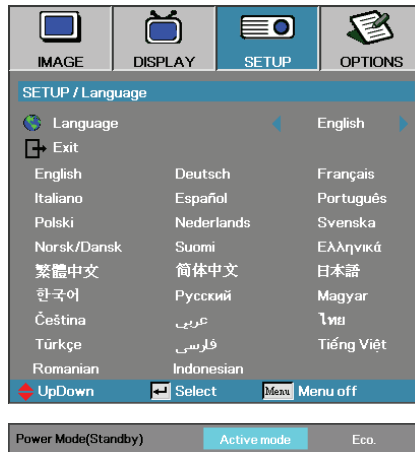 IMAGE DISPLAY SETUP OPTIONS
SETUP / Language
Language English
Exit
English Deutsch Français
Italiano Español Português
Polski Nederlands Svenska
Norsk/Dansk Suomi Ελληνικά
繁體中文 简体中文 日本語
한국어 Русский Magyar
Čeština عربي ไทย
Türkçe فارسی Tiếng Việt
Romanian Indonesian
UpDown Select Menu Menu off
Power Mode(Standby) Active mode Eco.